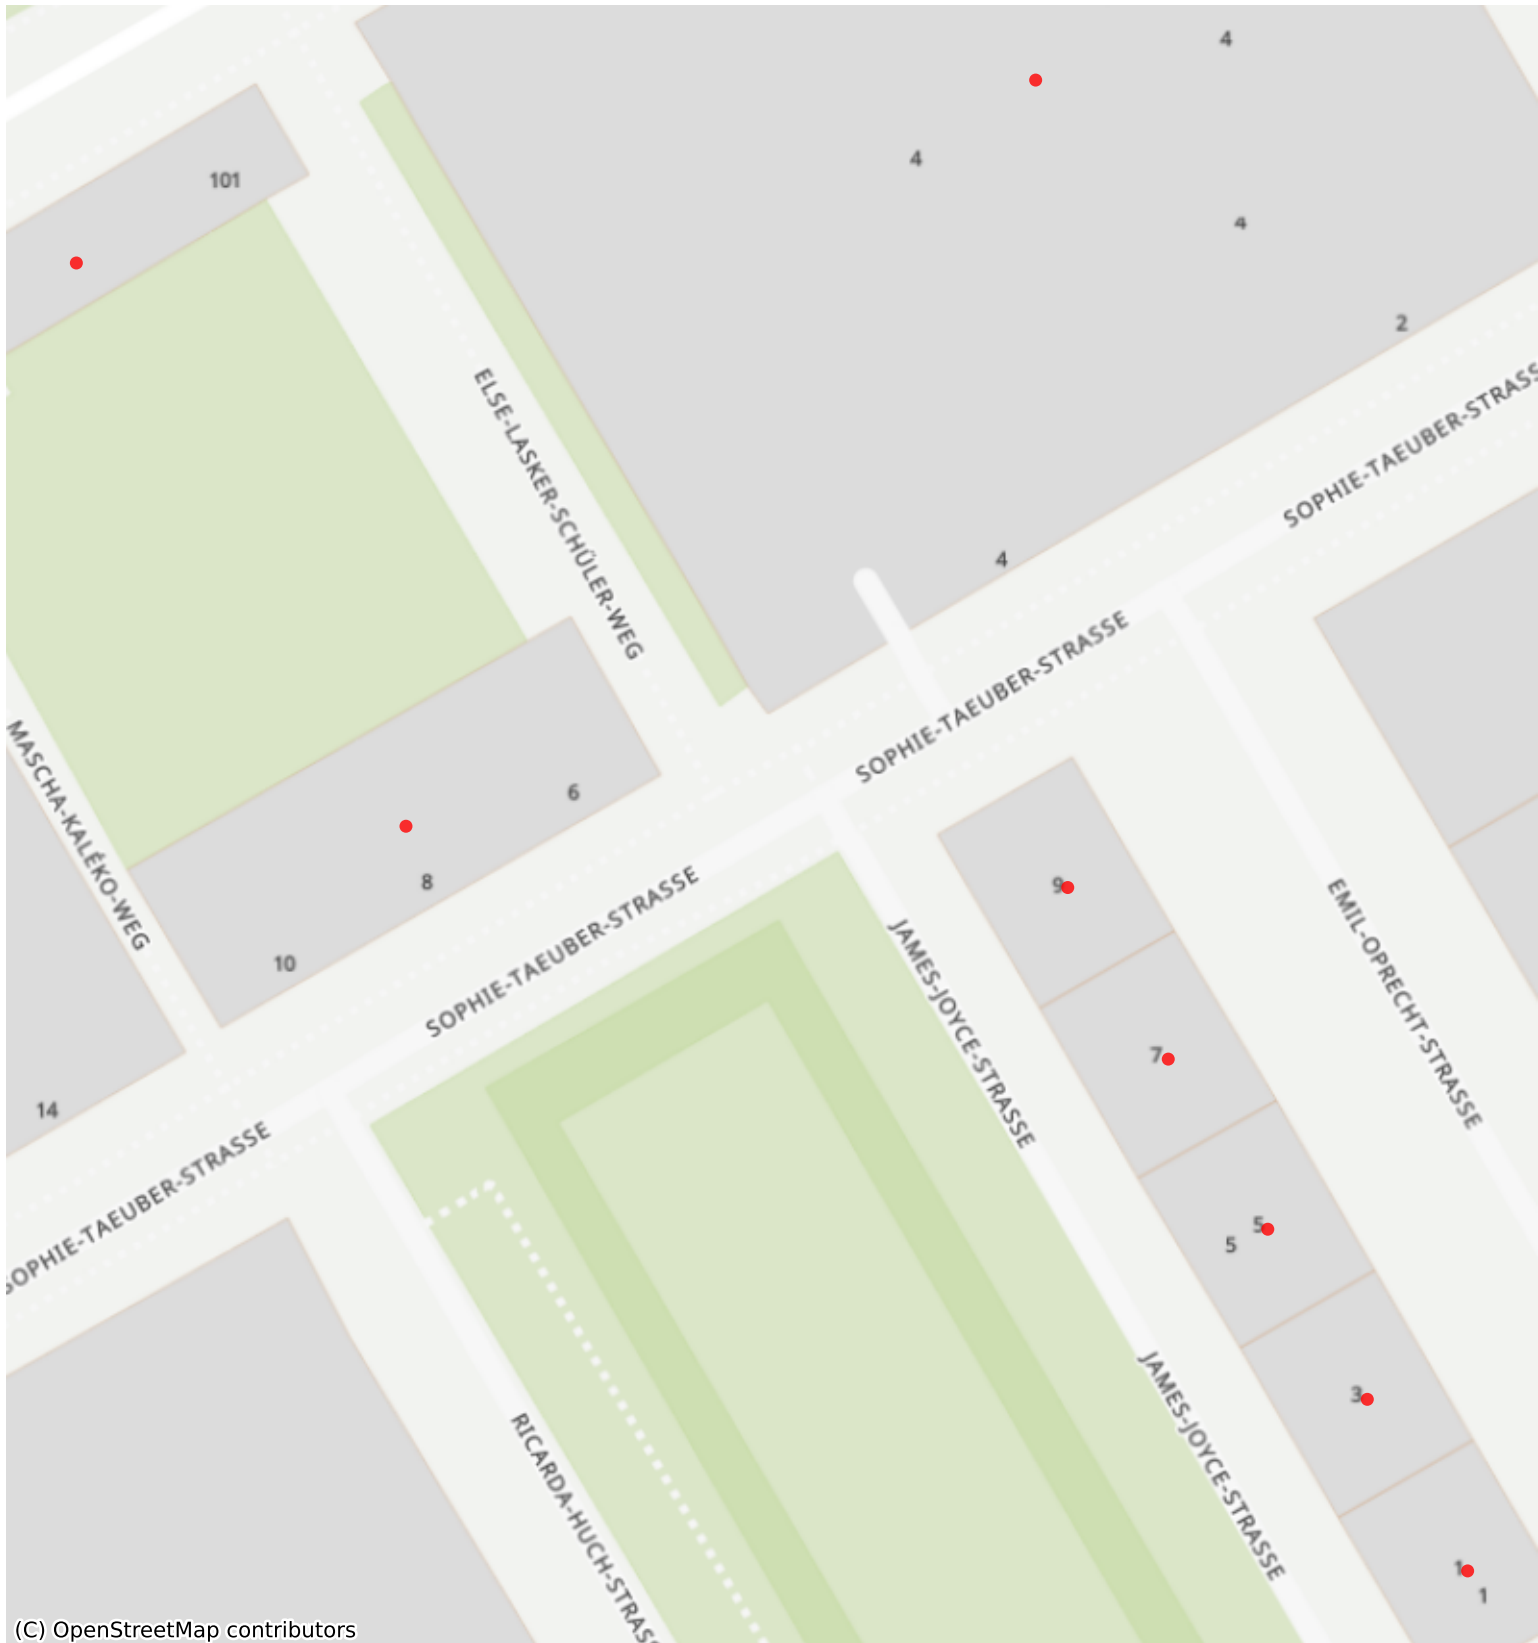 4
4
101
4
2
ELSE-LASKER-SCHÜLER-WEG
SOPHIE-TAEUBER-STRASS
4
SOPHIE-TAEUBER-STRASSE
MASCHA-KALÉKO-WEG
6
8
9
EMIL-OPRECHT-STRASSE
SOPHIE-TAEUBER-STRASSE
10
JAMES-JOYCE-STRASSE
7
14
SOPHIE-TAEUBER-STRASSE
5
5
JAMES-JOYCE-STRASSE
3
RICARDA-HUCH-STRASS
1
1
(C) OpenStreetMap contributors